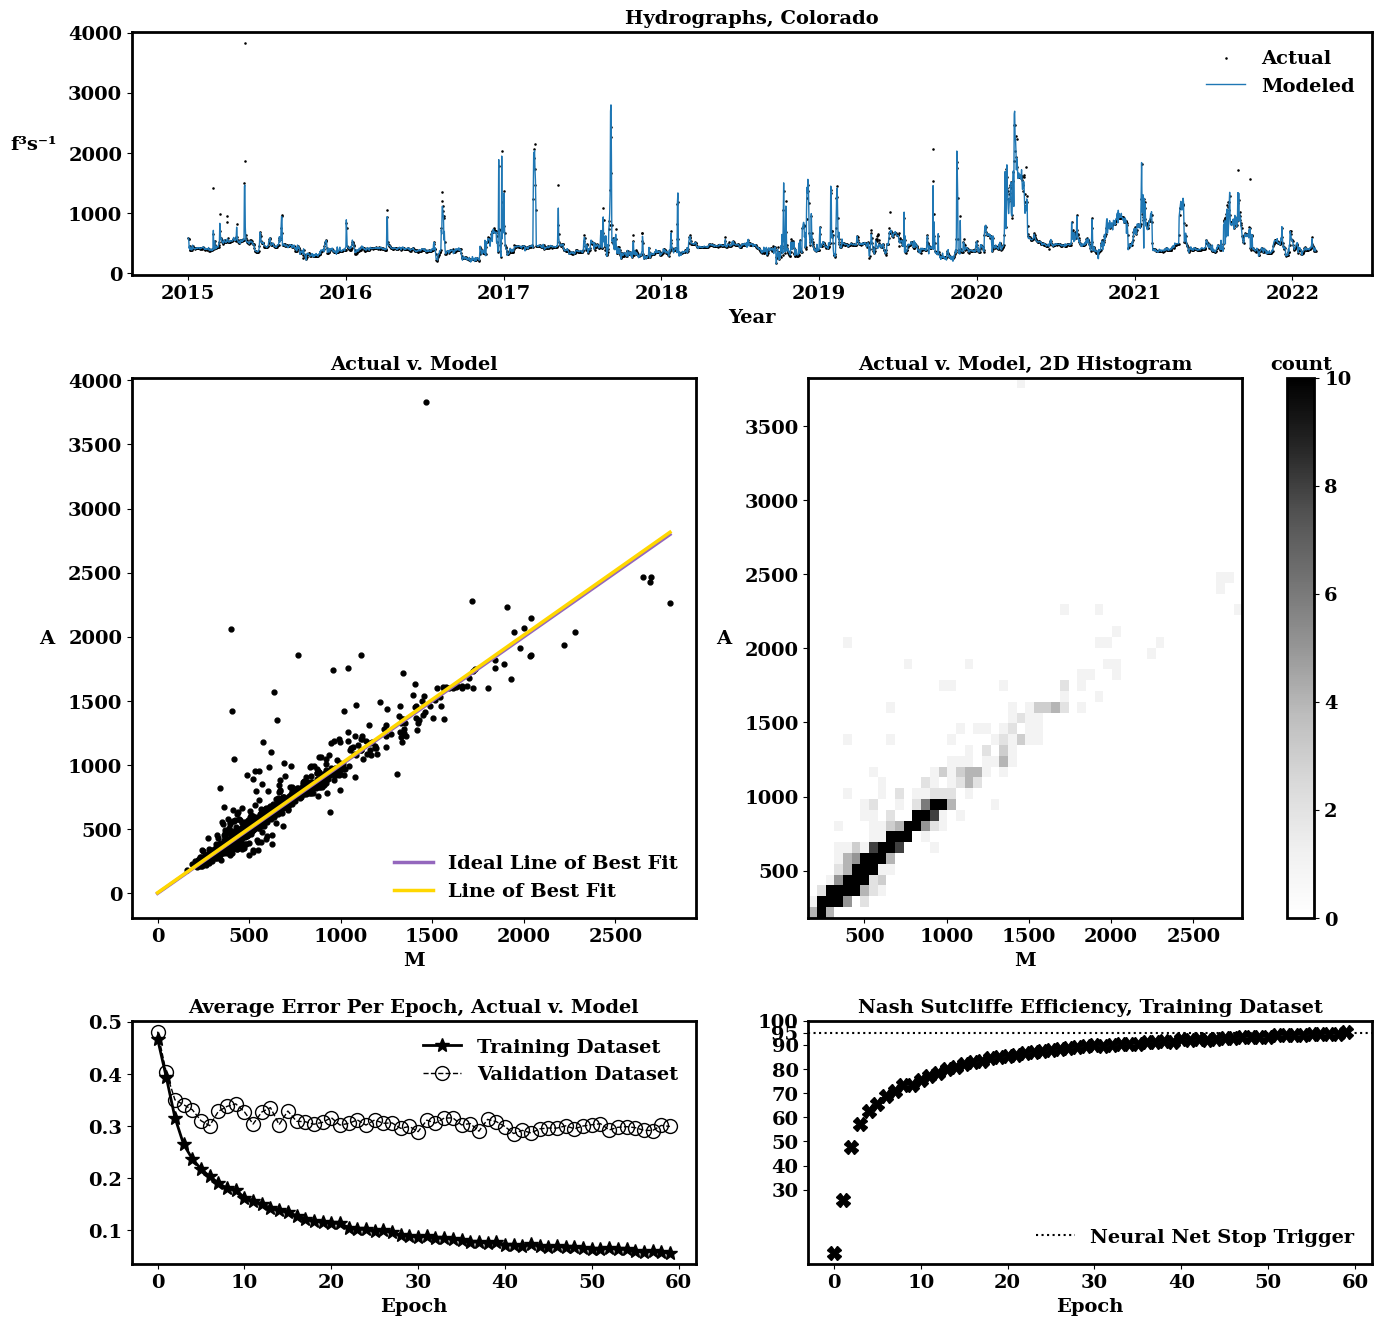 Hydrographs, Colorado
4000
3000
2000
1000
0
f³s⁻¹
Actual
Modeled
2015 2016 2017 2018 2019 2020 2021 2022
Year
Actual v. Model
4000
3500
3000
2500
2000
1500
1000
500
0
A
Ideal Line of Best Fit
Line of Best Fit
0 500 1000 1500 2000 2500
M
Actual v. Model, 2D Histogram
3500
3000
2500
2000
1500
1000
500
A
500 1000 1500 2000 2500
M
count
10
8
6
4
2
0
Average Error Per Epoch, Actual v. Model
0.5
0.4
0.3
0.2
0.1
Training Dataset
Validation Dataset
0 10 20 30 40 50 60
Epoch
Nash Sutcliffe Efficiency, Training Dataset
100
95
90
80
70
60
50
40
30
Neural Net Stop Trigger
0 10 20 30 40 50 60
Epoch